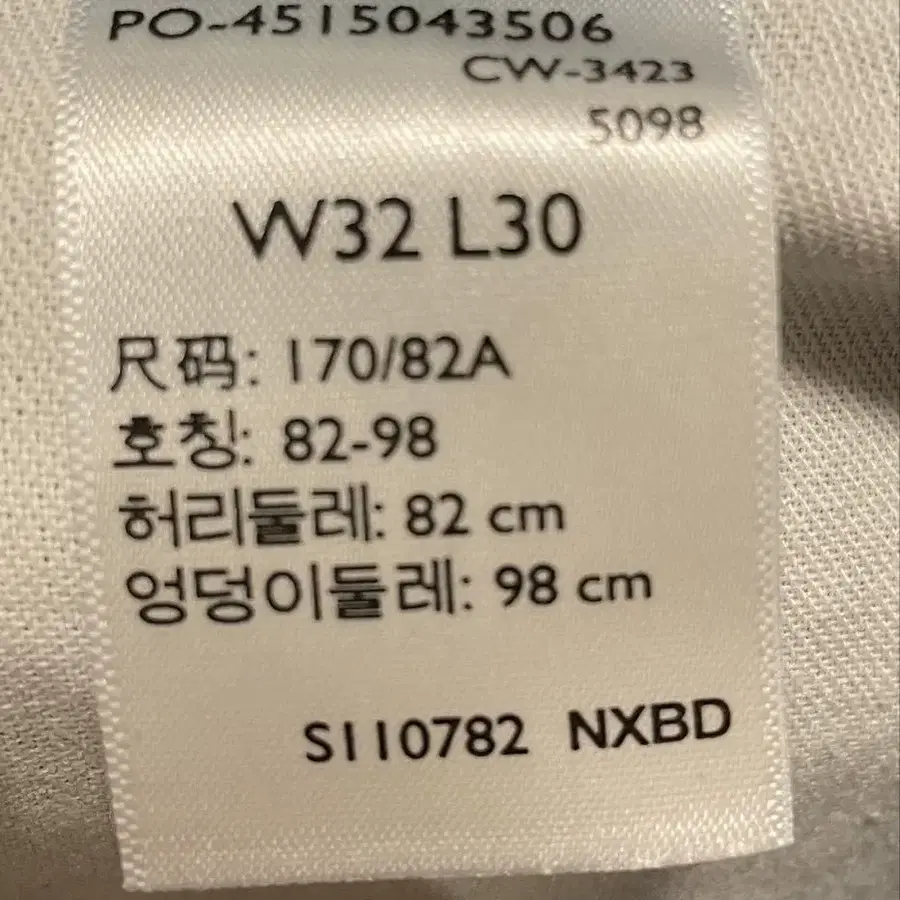 PO-4515043506
CW-3423
5098
W32 L30
尺码: 170/82A
호칭: 82-98
허리둘레: 82 cm
엉덩이둘레: 98 cm
S110782 NXBD